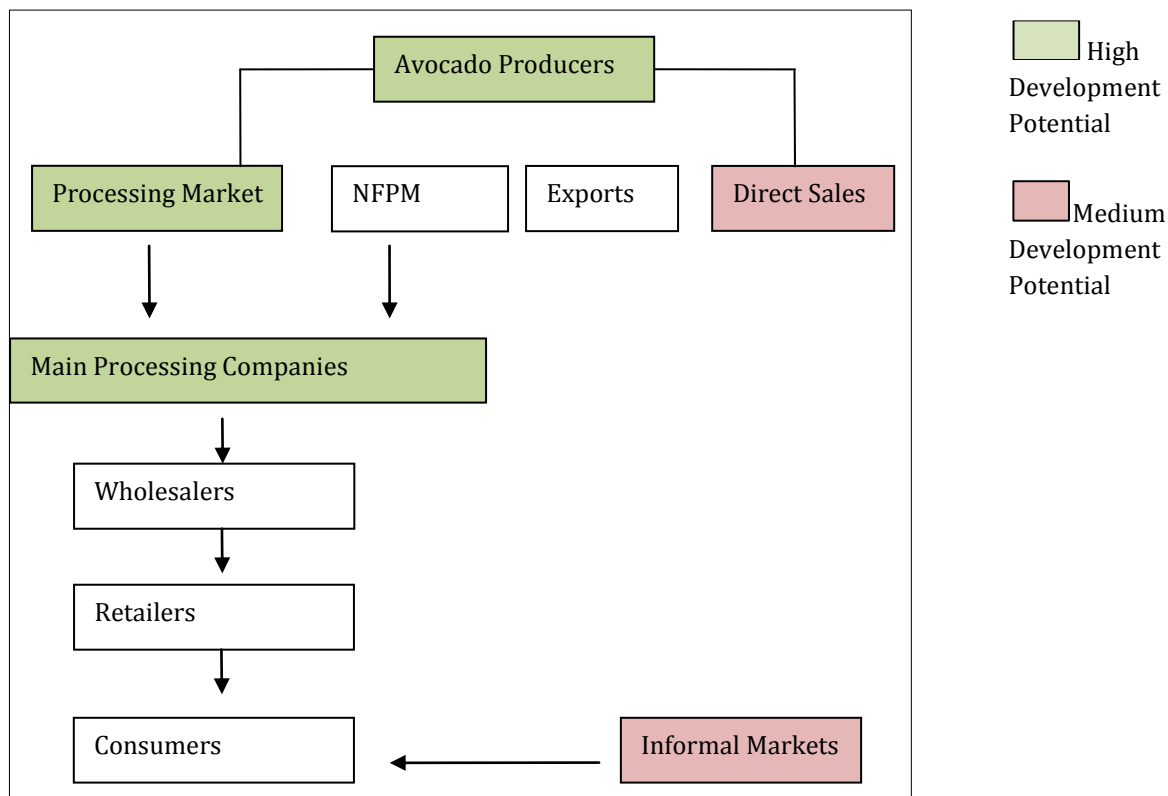 Avocado Producers
Processing Market
NFPM
Exports
Direct Sales
Main Processing Companies
Wholesalers
Retailers
Consumers
Informal Markets
High
Development
Potential
Medium
Development
Potential